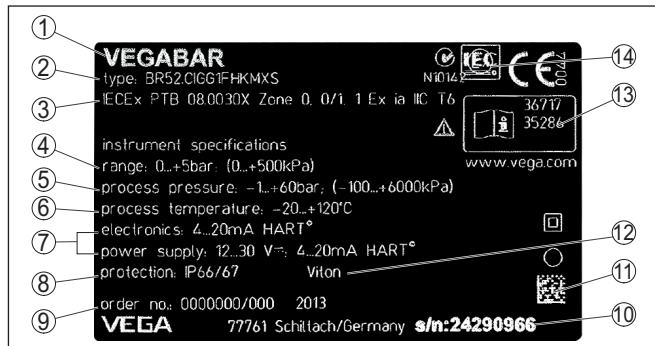 ① VEGABAR
② type: BR52.CIGG1FHKMXS
N10142
IEC
⑭
③ IECEx PTB 08.0030X Zone 0, 0/1, 1 Ex ia IIC T6
36717
35286
⑬
instrument specifications
www.vega.com
④ range: 0...+5bar; (0...+500kPa)
⑤ process pressure: -1...+60bar; (-100...+6000kPa)
⑥ process temperature: -20...+120°C
⑦ electronics: 4...20mA HART®
power supply: 12...30 V⎓; 4...20mA HART®
⑫
⑧ protection: IP66/67 Viton
⑪
⑨ order no.: 0000000/000 2013
VEGA 77761 Schiltach/Germany s/n:24290966 ⑩